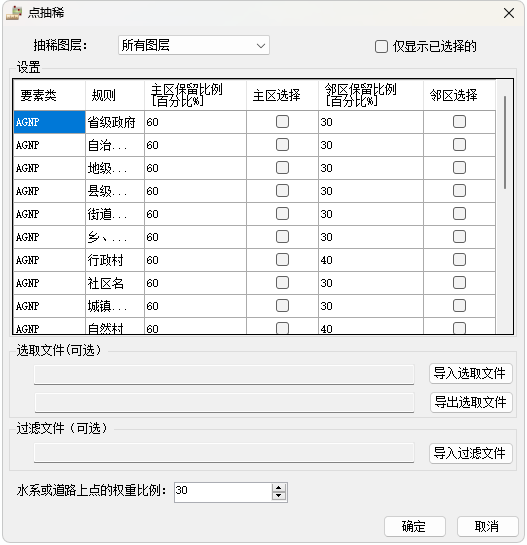 点抽稀
抽稀图层： 所有图层 仅显示已选择的
设置
要素类 规则 主区保留比例[百分比%] 主区选择 邻区保留比例[百分比%] 邻区选择
AGNP 省级政府 60 30
AGNP 自治... 60 30
AGNP 地级... 60 30
AGNP 县级... 60 30
AGNP 街道... 60 30
AGNP 乡、... 60 30
AGNP 行政村 60 40
AGNP 社区名 60 30
AGNP 城镇... 60 30
AGNP 自然村 60 40
选取文件(可选)
导入选取文件
导出选取文件
过滤文件（可选）
导入过滤文件
水系或道路上点的权重比例： 30
确定 取消